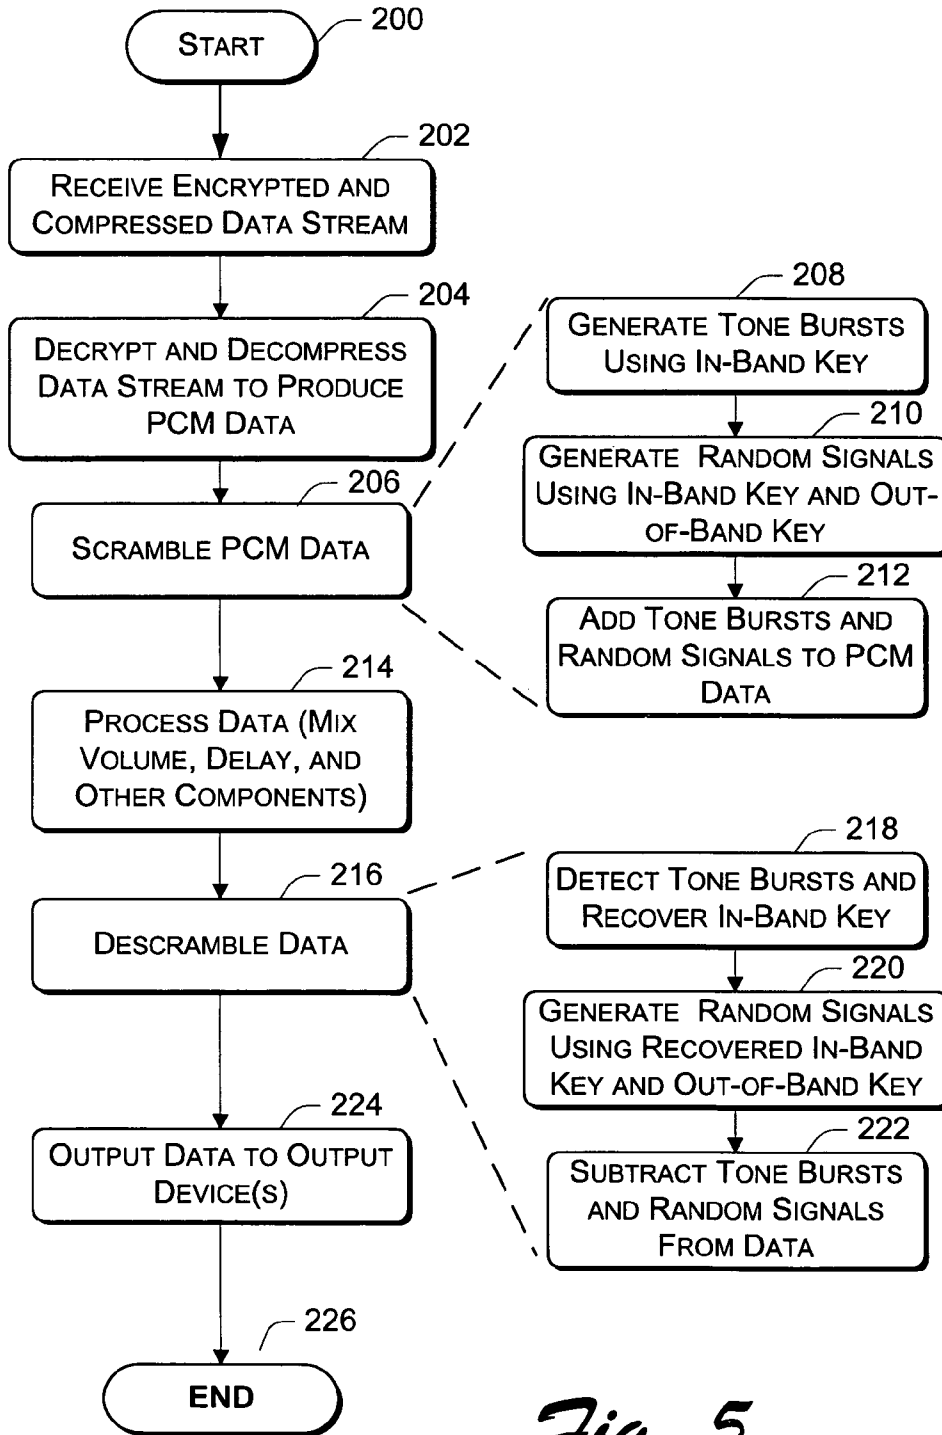 START
200
202
RECEIVE ENCRYPTED AND
COMPRESSED DATA STREAM
204
DECRYPT AND DECOMPRESS
DATA STREAM TO PRODUCE
PCM DATA
206
SCRAMBLE PCM DATA
208
GENERATE TONE BURSTS
USING IN-BAND KEY
210
GENERATE RANDOM SIGNALS
USING IN-BAND KEY AND OUT-
OF-BAND KEY
212
ADD TONE BURSTS AND
RANDOM SIGNALS TO PCM
DATA
214
PROCESS DATA (MIX
VOLUME, DELAY, AND
OTHER COMPONENTS)
216
DESCRAMBLE DATA
218
DETECT TONE BURSTS AND
RECOVER IN-BAND KEY
220
GENERATE RANDOM SIGNALS
USING RECOVERED IN-BAND
KEY AND OUT-OF-BAND KEY
222
SUBTRACT TONE BURSTS
AND RANDOM SIGNALS
FROM DATA
224
OUTPUT DATA TO OUTPUT
DEVICE(S)
226
END
Fig. 5